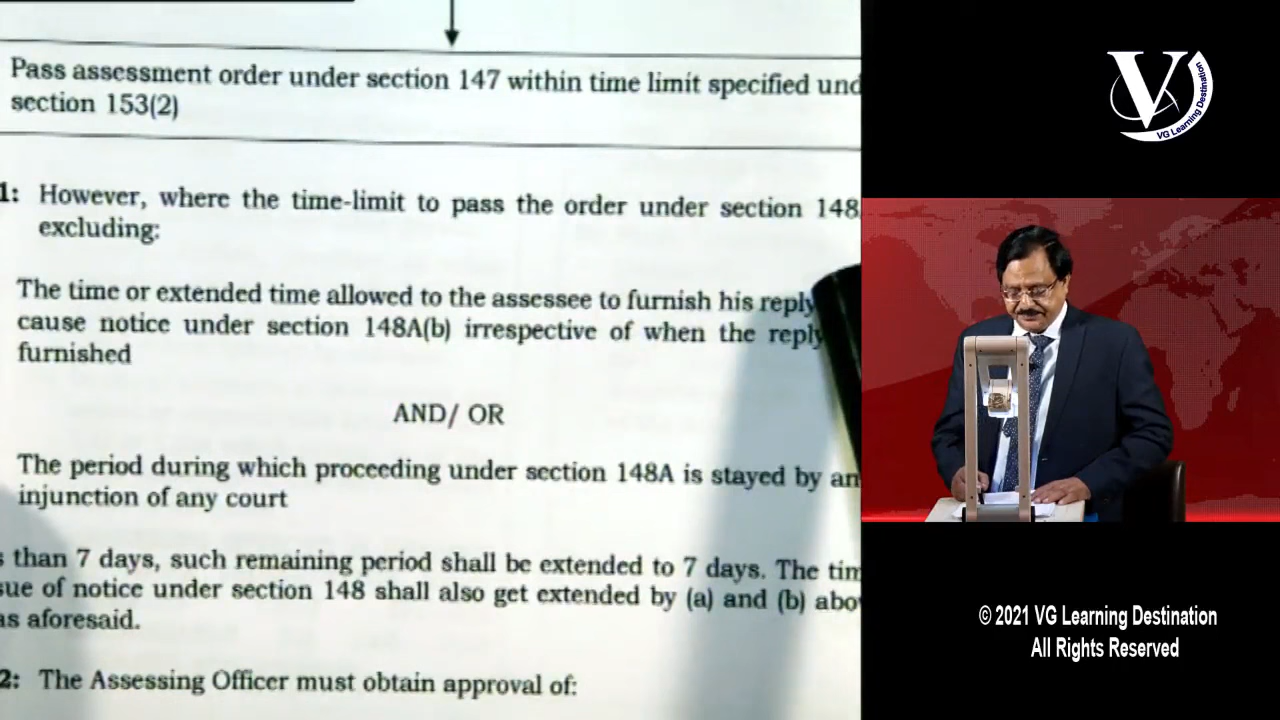 Pass assessment order under section 147 within time limit specified und
section 153(2)
1: However, where the time-limit to pass the order under section 148
excluding:
The time or extended time allowed to the assessee to furnish his reply
cause notice under section 148A(b) irrespective of when the reply
furnished
AND/ OR
The period during which proceeding under section 148A is stayed by an
injunction of any court
s than 7 days, such remaining period shall be extended to 7 days. The tim
sue of notice under section 148 shall also get extended by (a) and (b) abo
as aforesaid.
2: The Assessing Officer must obtain approval of:
V
VG Learning Destination
© 2021 VG Learning Destination
All Rights Reserved